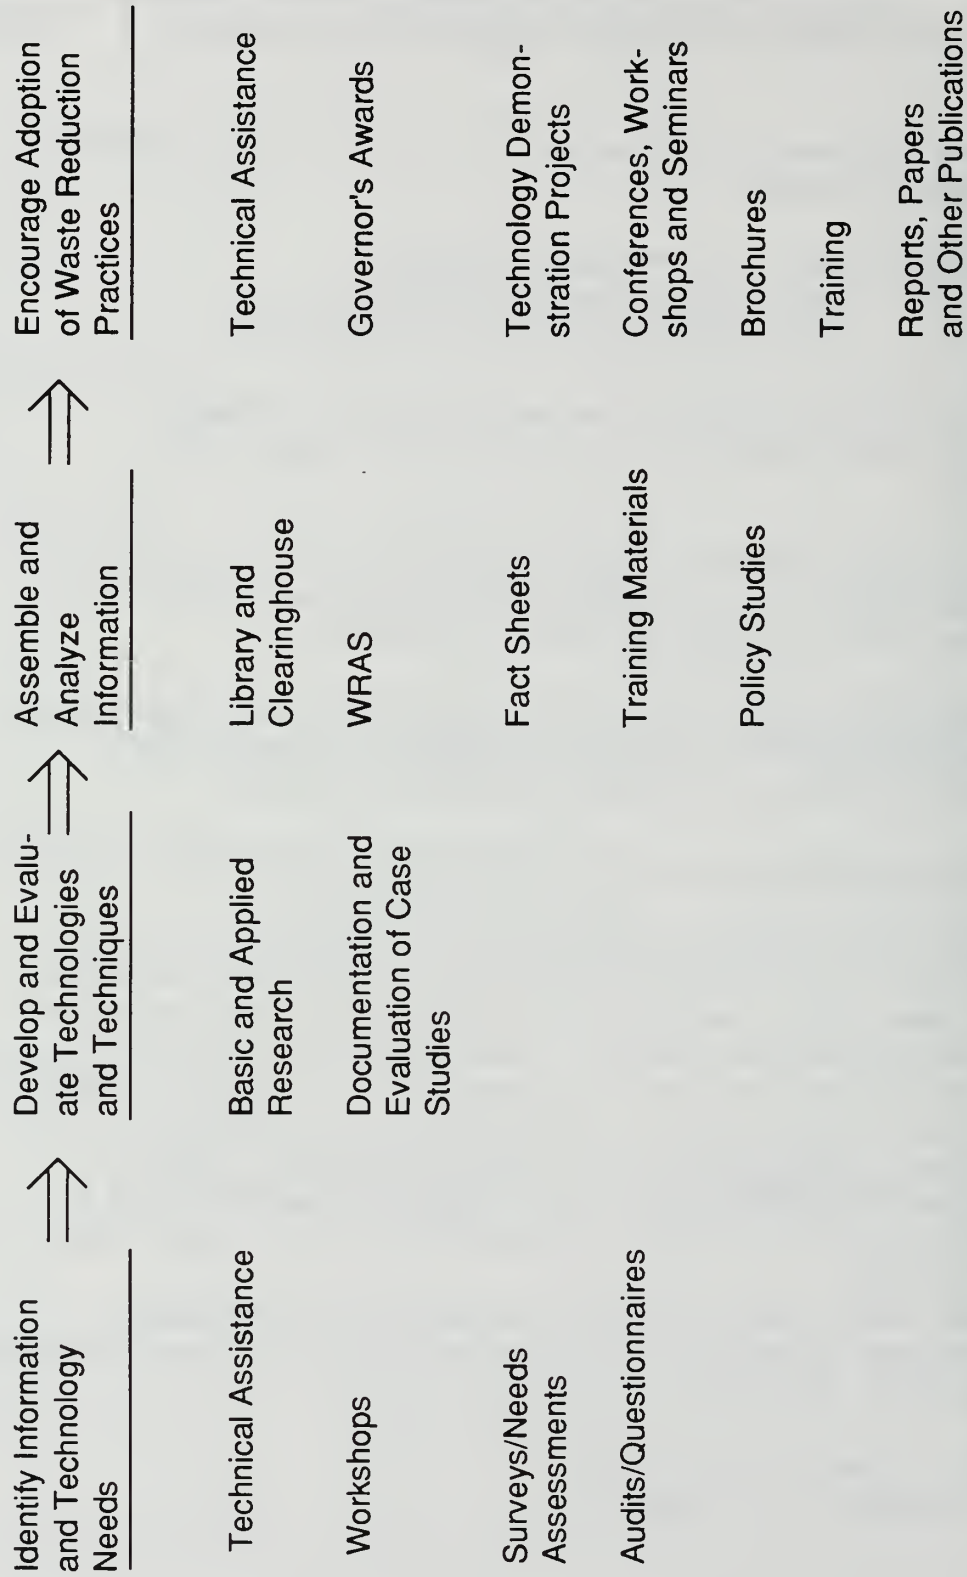 Identify Information
and Technology
Needs
Technical Assistance
Workshops
Surveys/Needs
Assessments
Audits/Questionnaires
Develop and Evalu-
ate Technologies
and Techniques
Basic and Applied
Research
Documentation and
Evaluation of Case
Studies
Assemble and
Analyze
Information
Library and
Clearinghouse
WRAS
Fact Sheets
Training Materials
Policy Studies
Encourage Adoption
of Waste Reduction
Practices
Technical Assistance
Governor's Awards
Technology Demon-
stration Projects
Conferences, Work-
shops and Seminars
Brochures
Training
Reports, Papers
and Other Publications